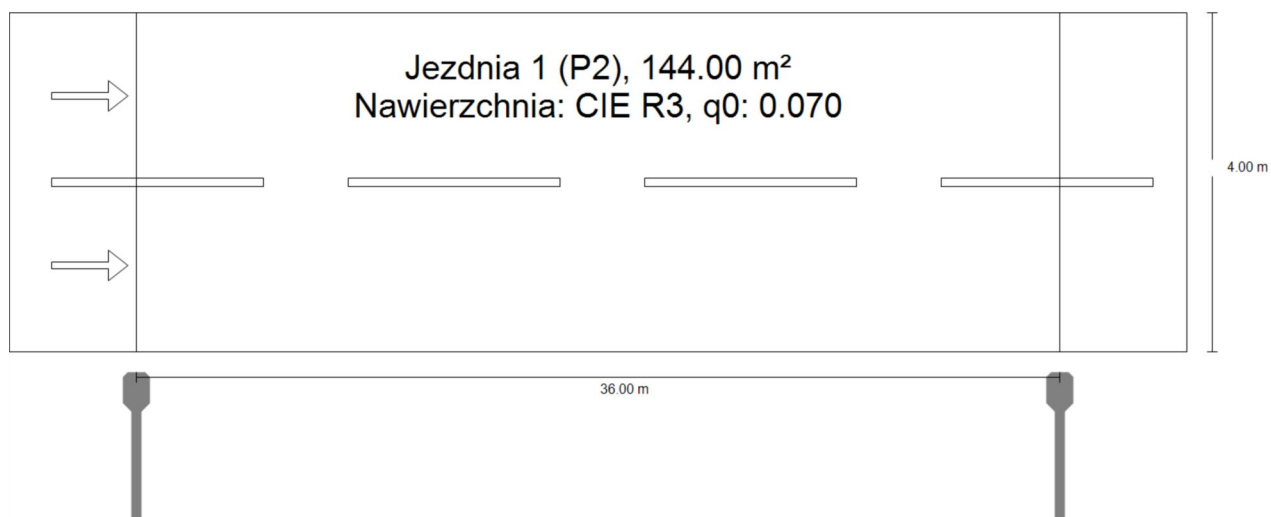 Jezdnia 1 (P2), 144.00 m²
Nawierzchnia: CIE R3, q0: 0.070
4.00 m
36.00 m